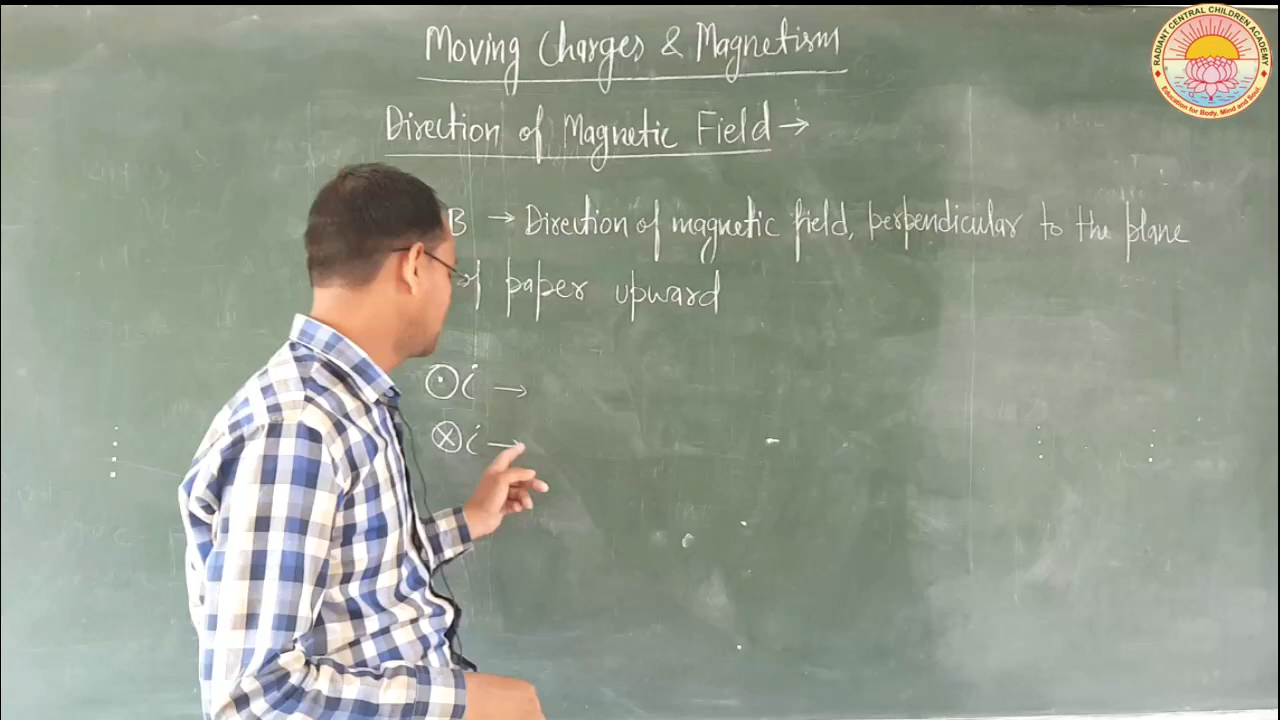 Moving Charges & Magnetism
Direction of Magnetic Field →
B → Direction of magnetic field, perpendicular to the plane
of paper upward
⊙ i →
⊗ i →
RADIANT CENTRAL CHILDREN ACADEMY
Education for Body, Mind and Soul.